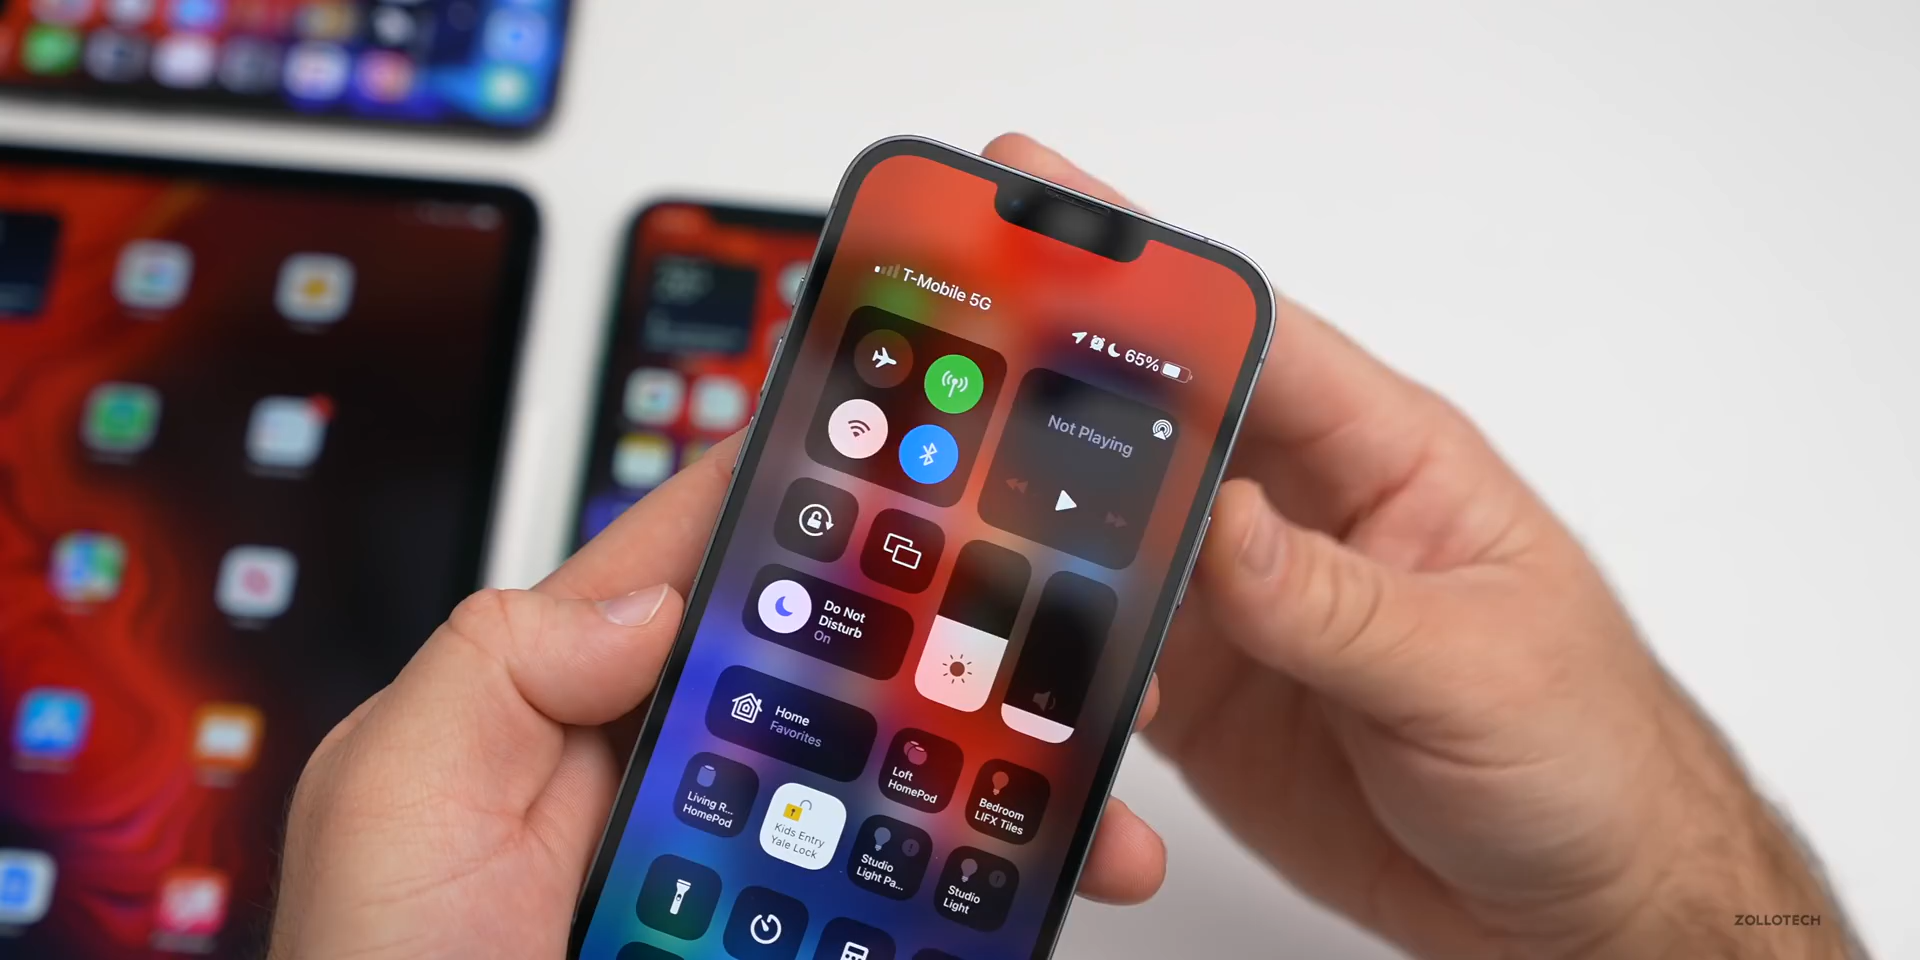 T-Mobile 5G
65%
Not Playing
Do Not
Disturb
On
Home
Favorites
Loft
HomePod
Bedroom
LIFX Tiles
Living R...
HomePod
Kids Entry
Yale Lock
Studio
Light Pa...
Studio
Light
ZOLLOTECH